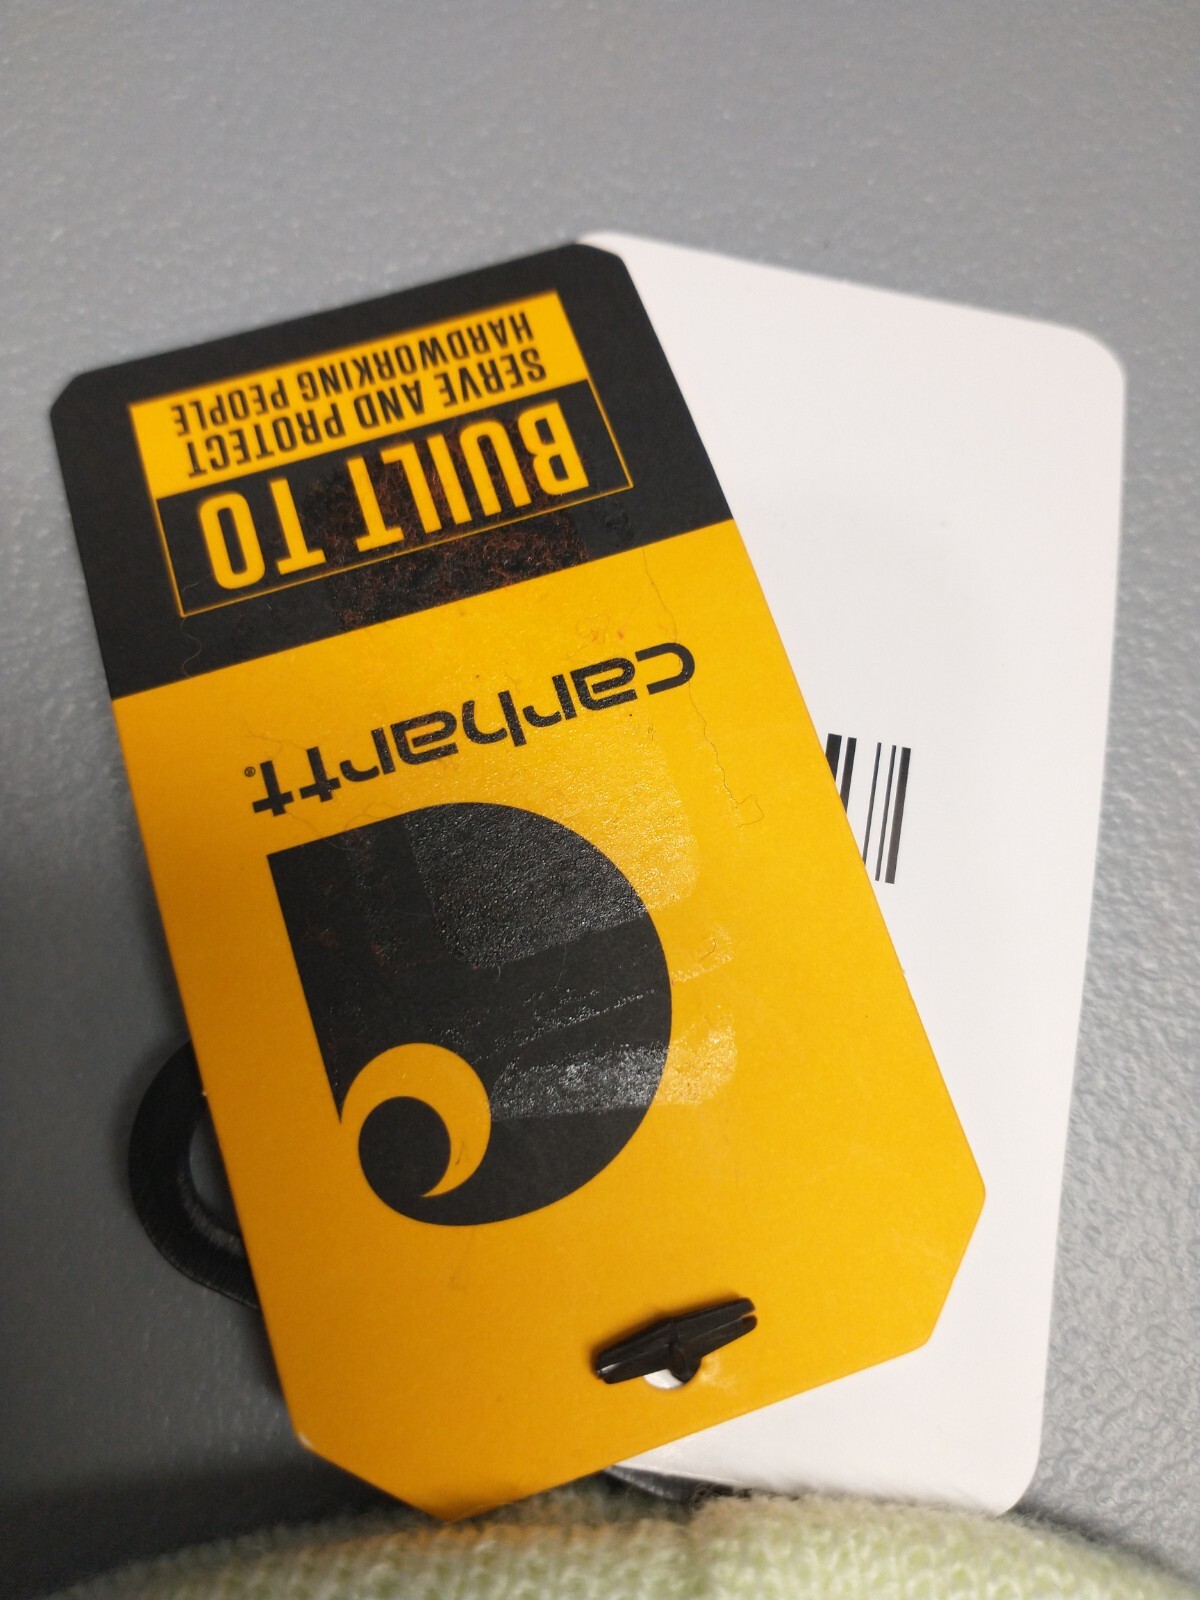 carhartt®
BUILT TO
SERVE AND PROTECT
HARDWORKING PEOPLE